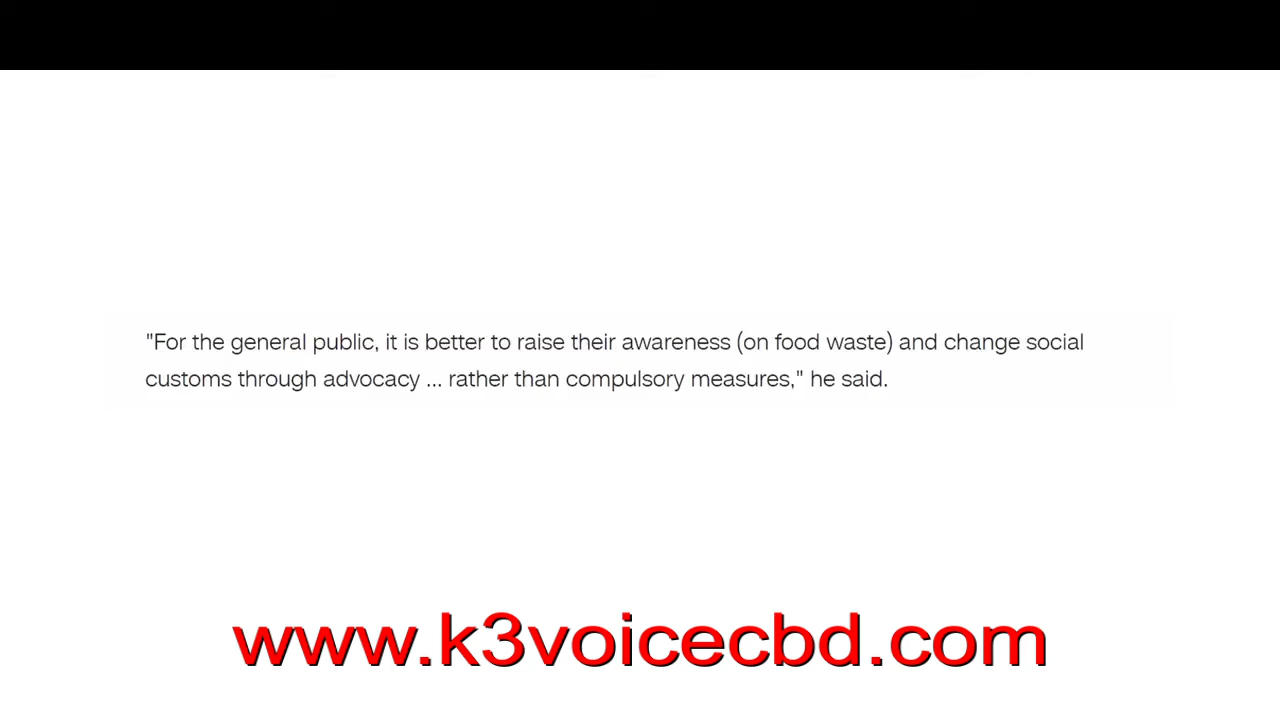 "For the general public, it is better to raise their awareness (on food waste) and change social
customs through advocacy ... rather than compulsory measures," he said.
www.k3voicecbd.com